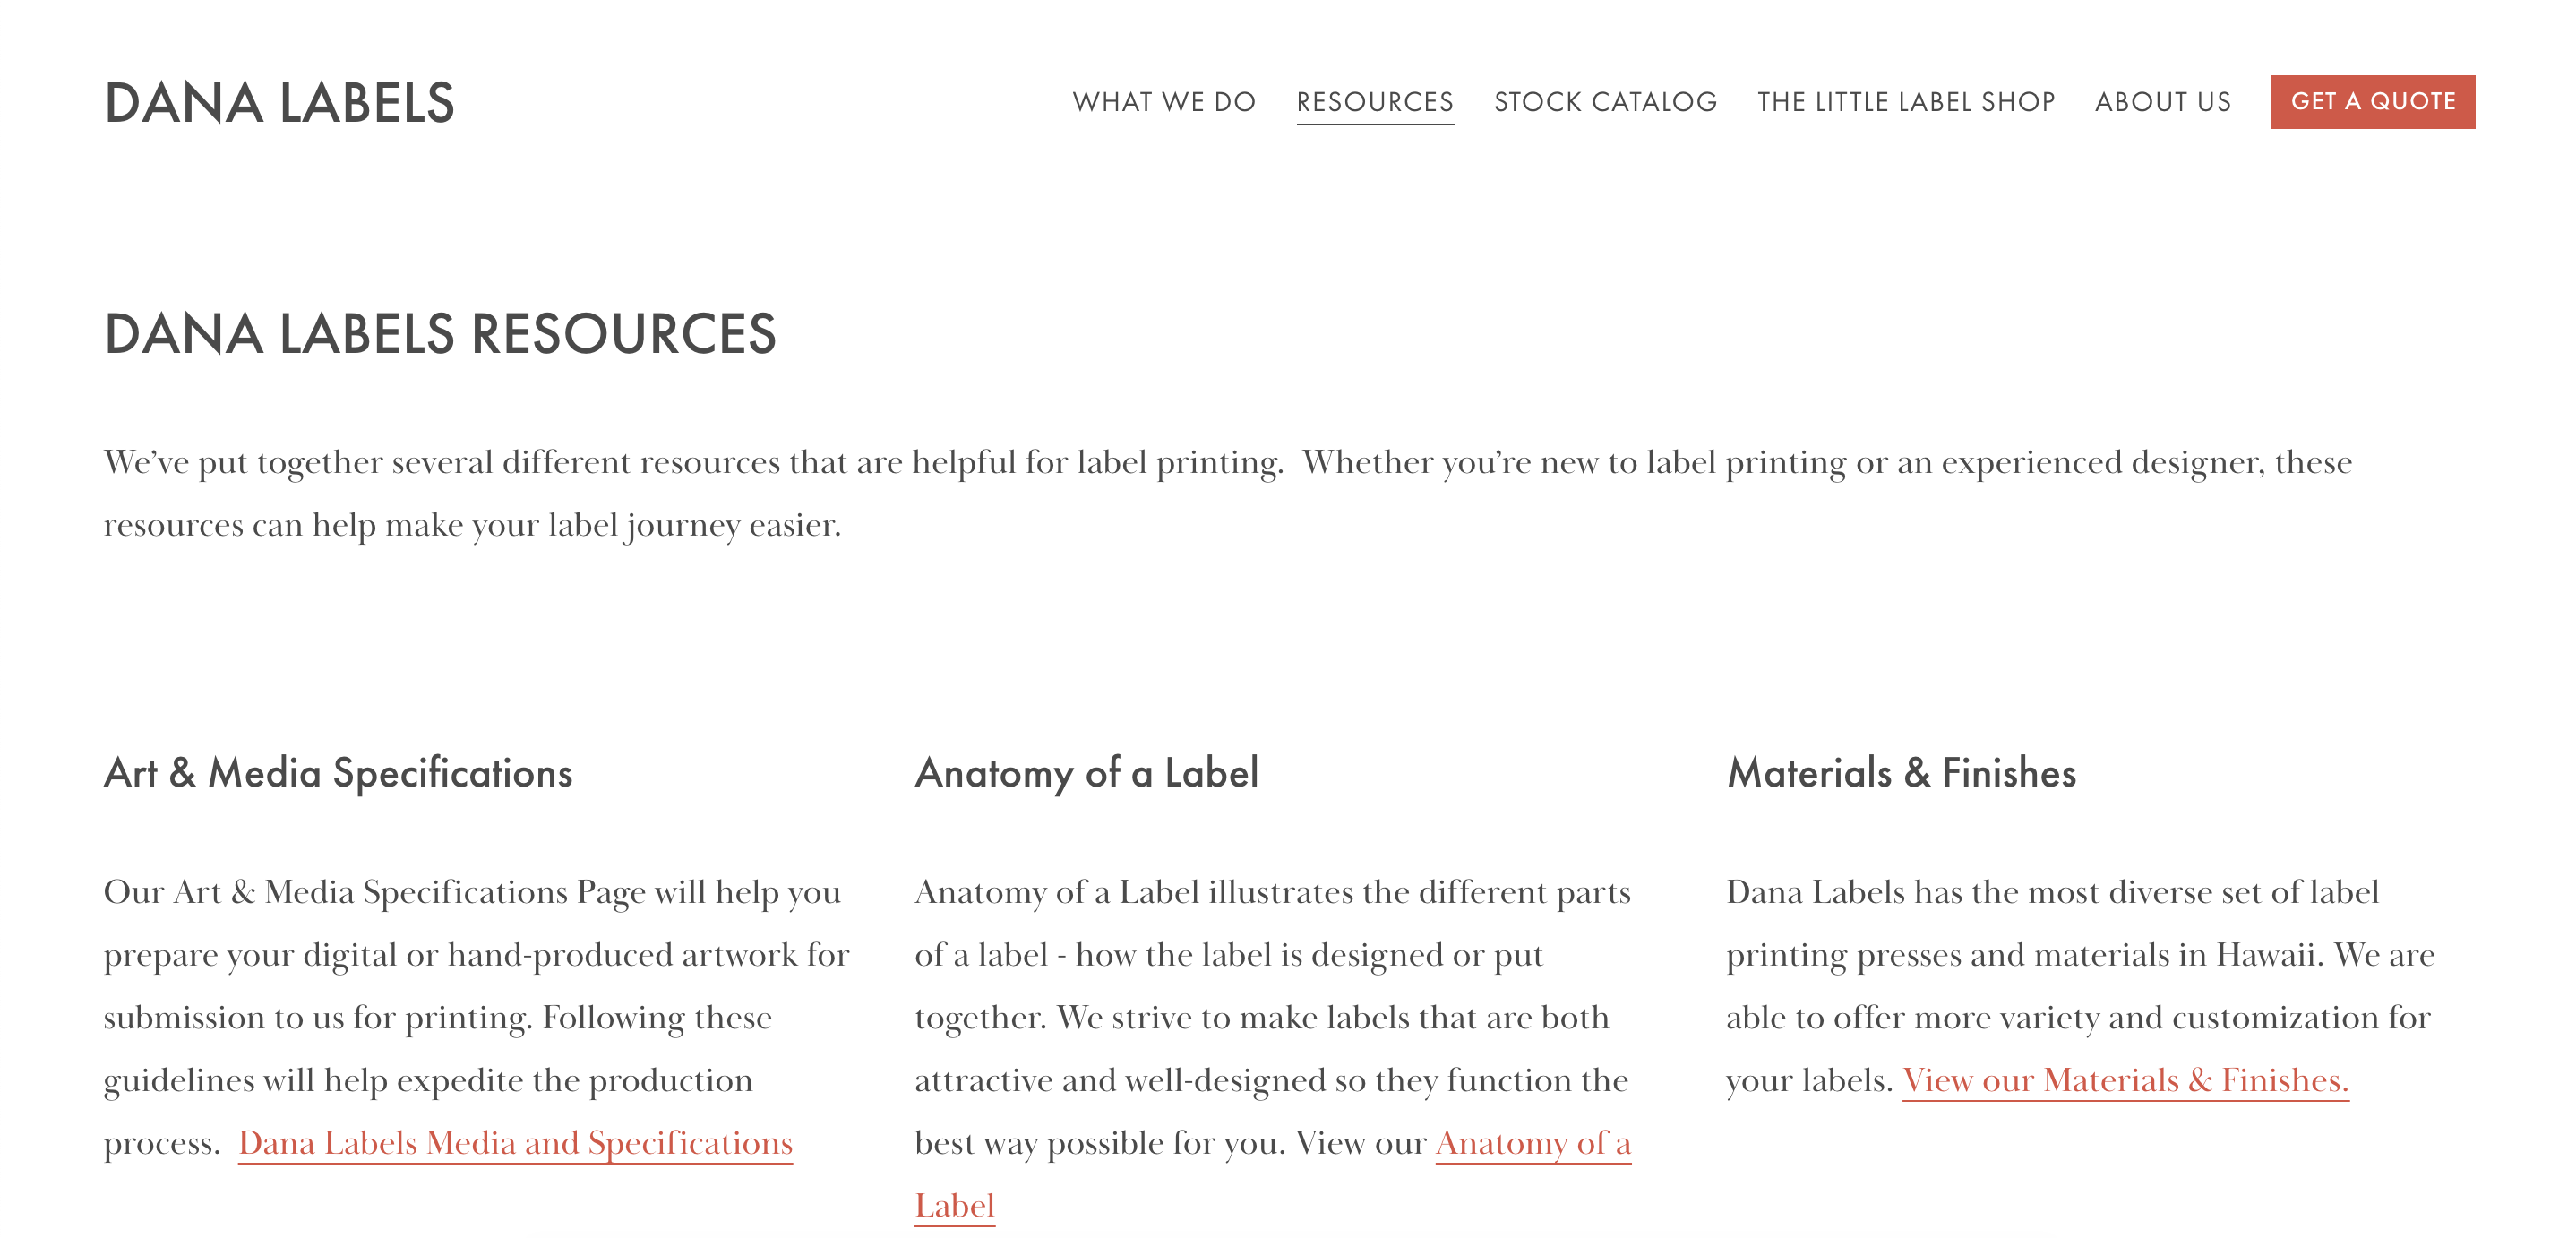 DANA LABELS
WHAT WE DO RESOURCES STOCK CATALOG THE LITTLE LABEL SHOP ABOUT US GET A QUOTE
DANA LABELS RESOURCES
We’ve put together several different resources that are helpful for label printing.  Whether you’re new to label printing or an experienced designer, these
resources can help make your label journey easier.
Art & Media Specifications
Our Art & Media Specifications Page will help you
prepare your digital or hand-produced artwork for
submission to us for printing. Following these
guidelines will help expedite the production
process.  Dana Labels Media and Specifications
Anatomy of a Label
Anatomy of a Label illustrates the different parts
of a label - how the label is designed or put
together. We strive to make labels that are both
attractive and well-designed so they function the
best way possible for you. View our Anatomy of a
Label
Materials & Finishes
Dana Labels has the most diverse set of label
printing presses and materials in Hawaii. We are
able to offer more variety and customization for
your labels. View our Materials & Finishes.